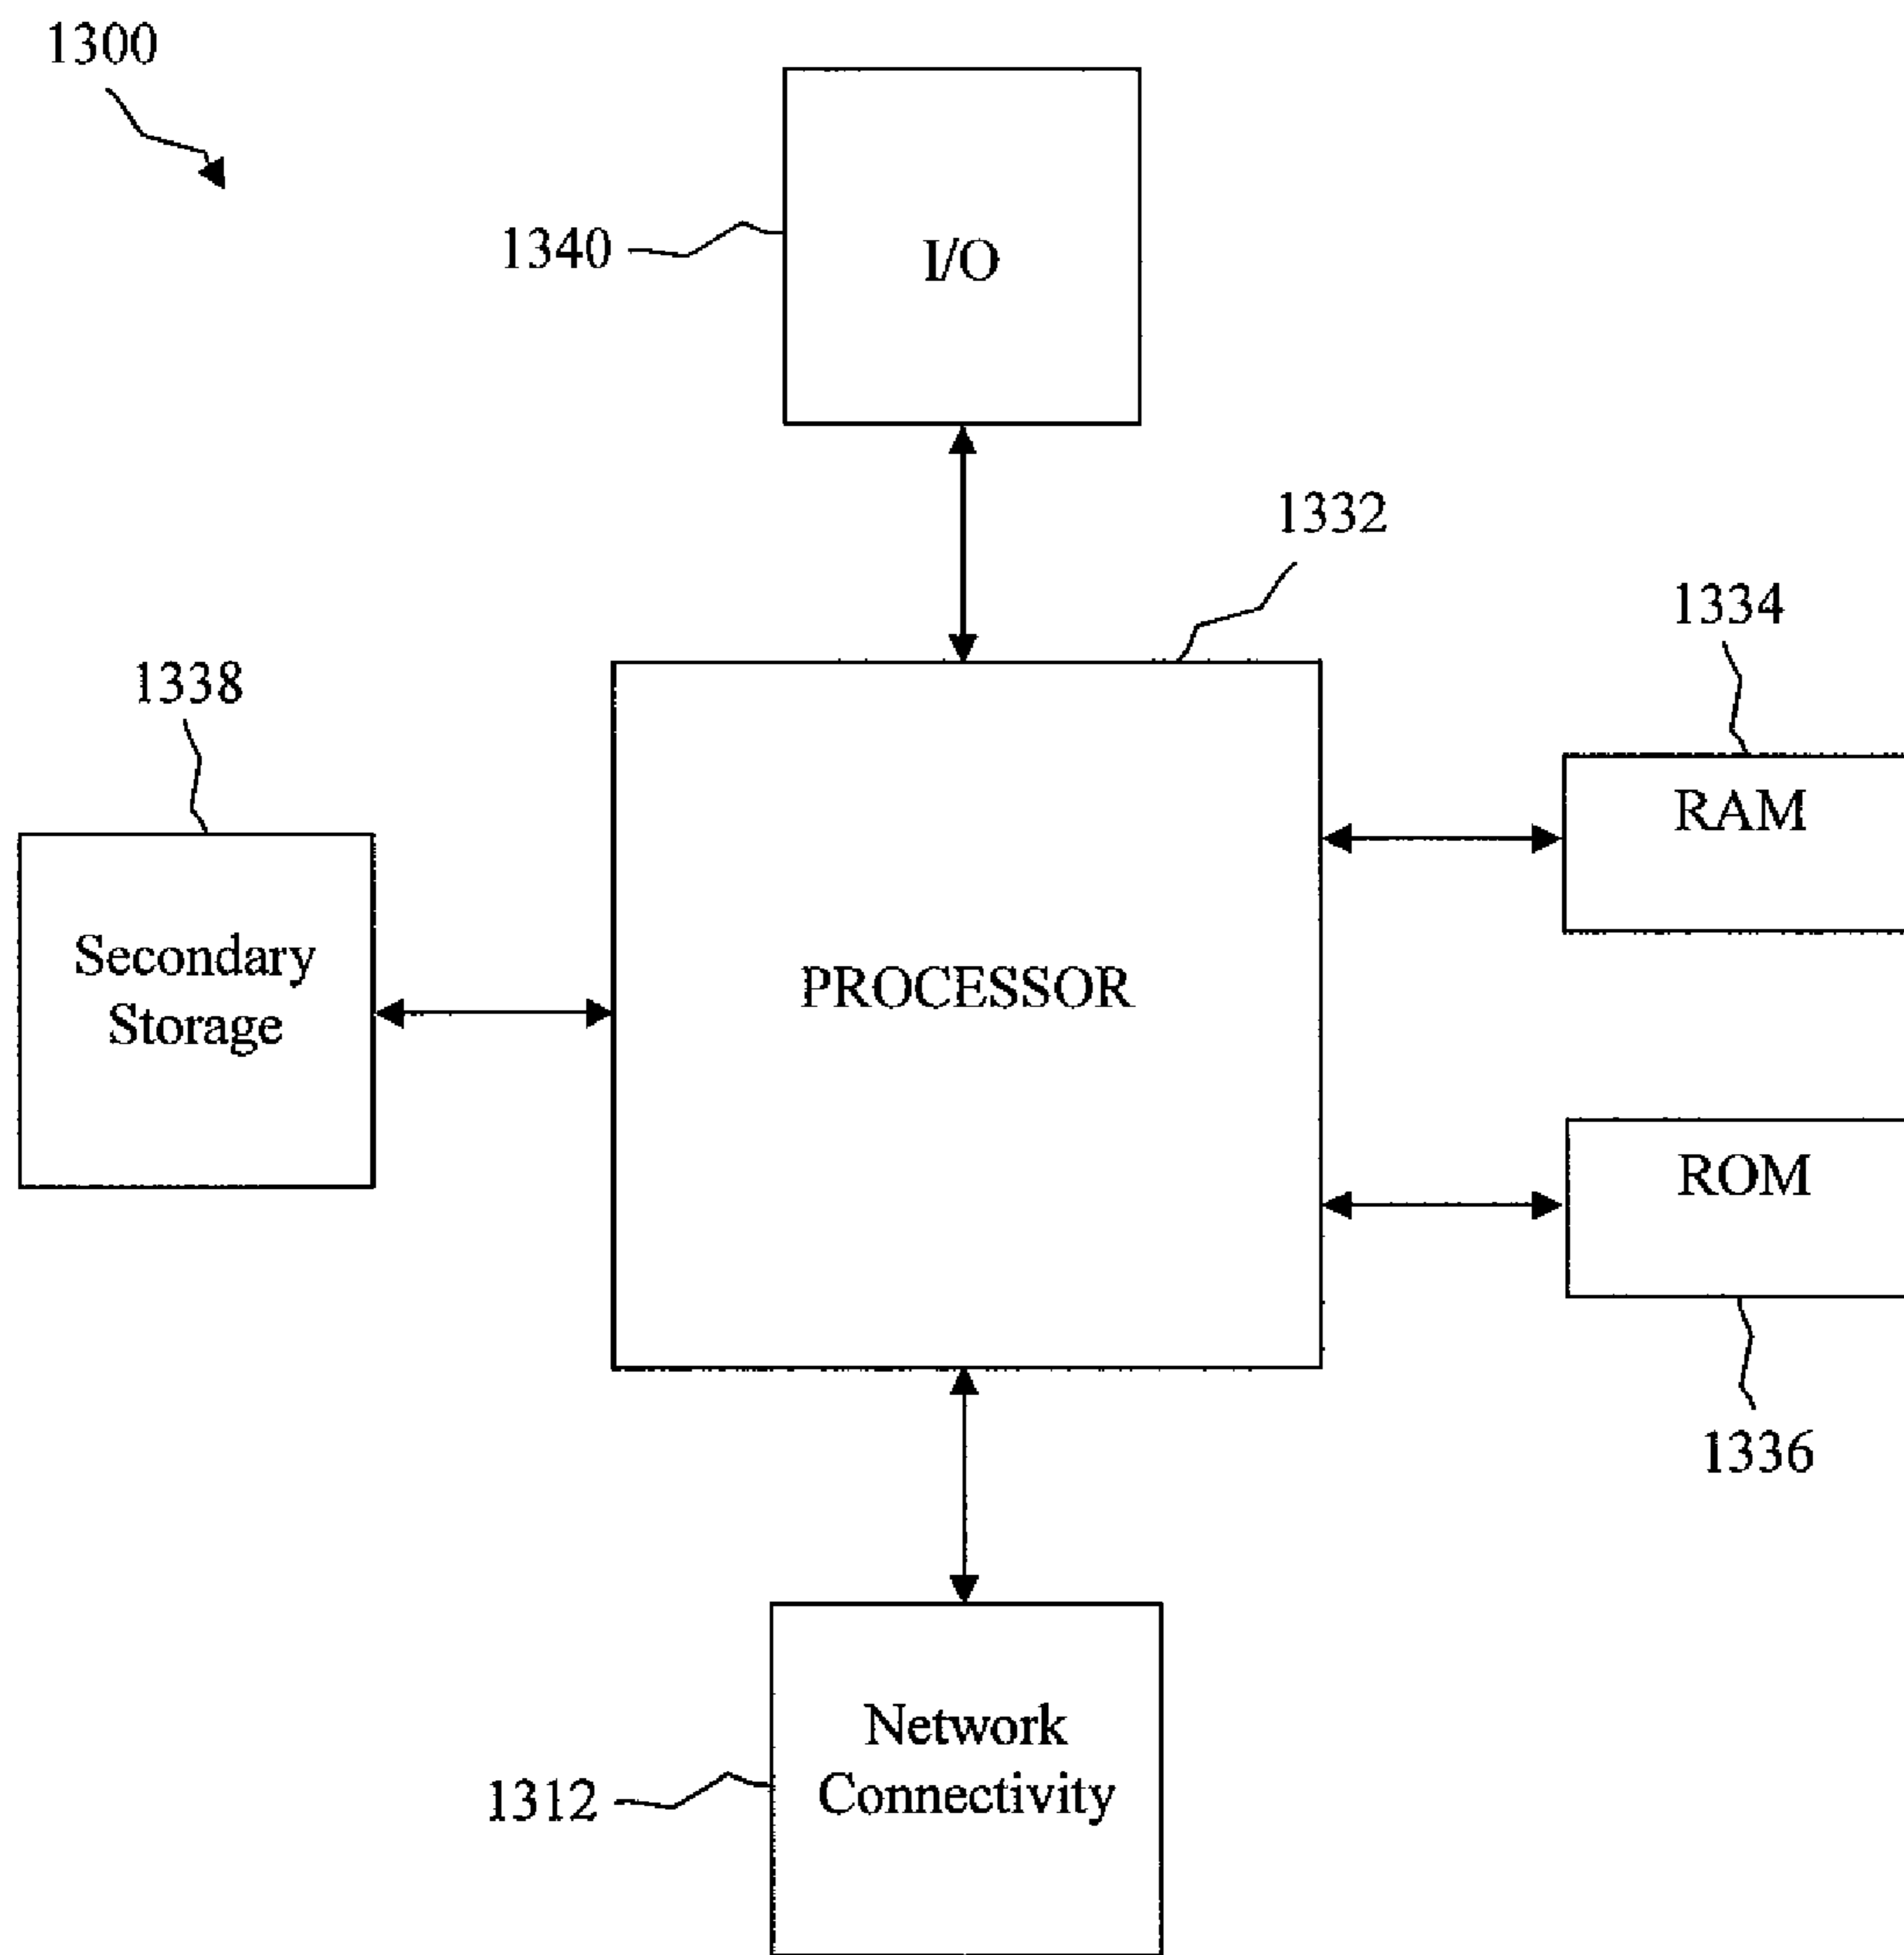 1300
1340
I/O
1332
1334
RAM
1338
Secondary
Storage
PROCESSOR
ROM
1336
Network
Connectivity
1312